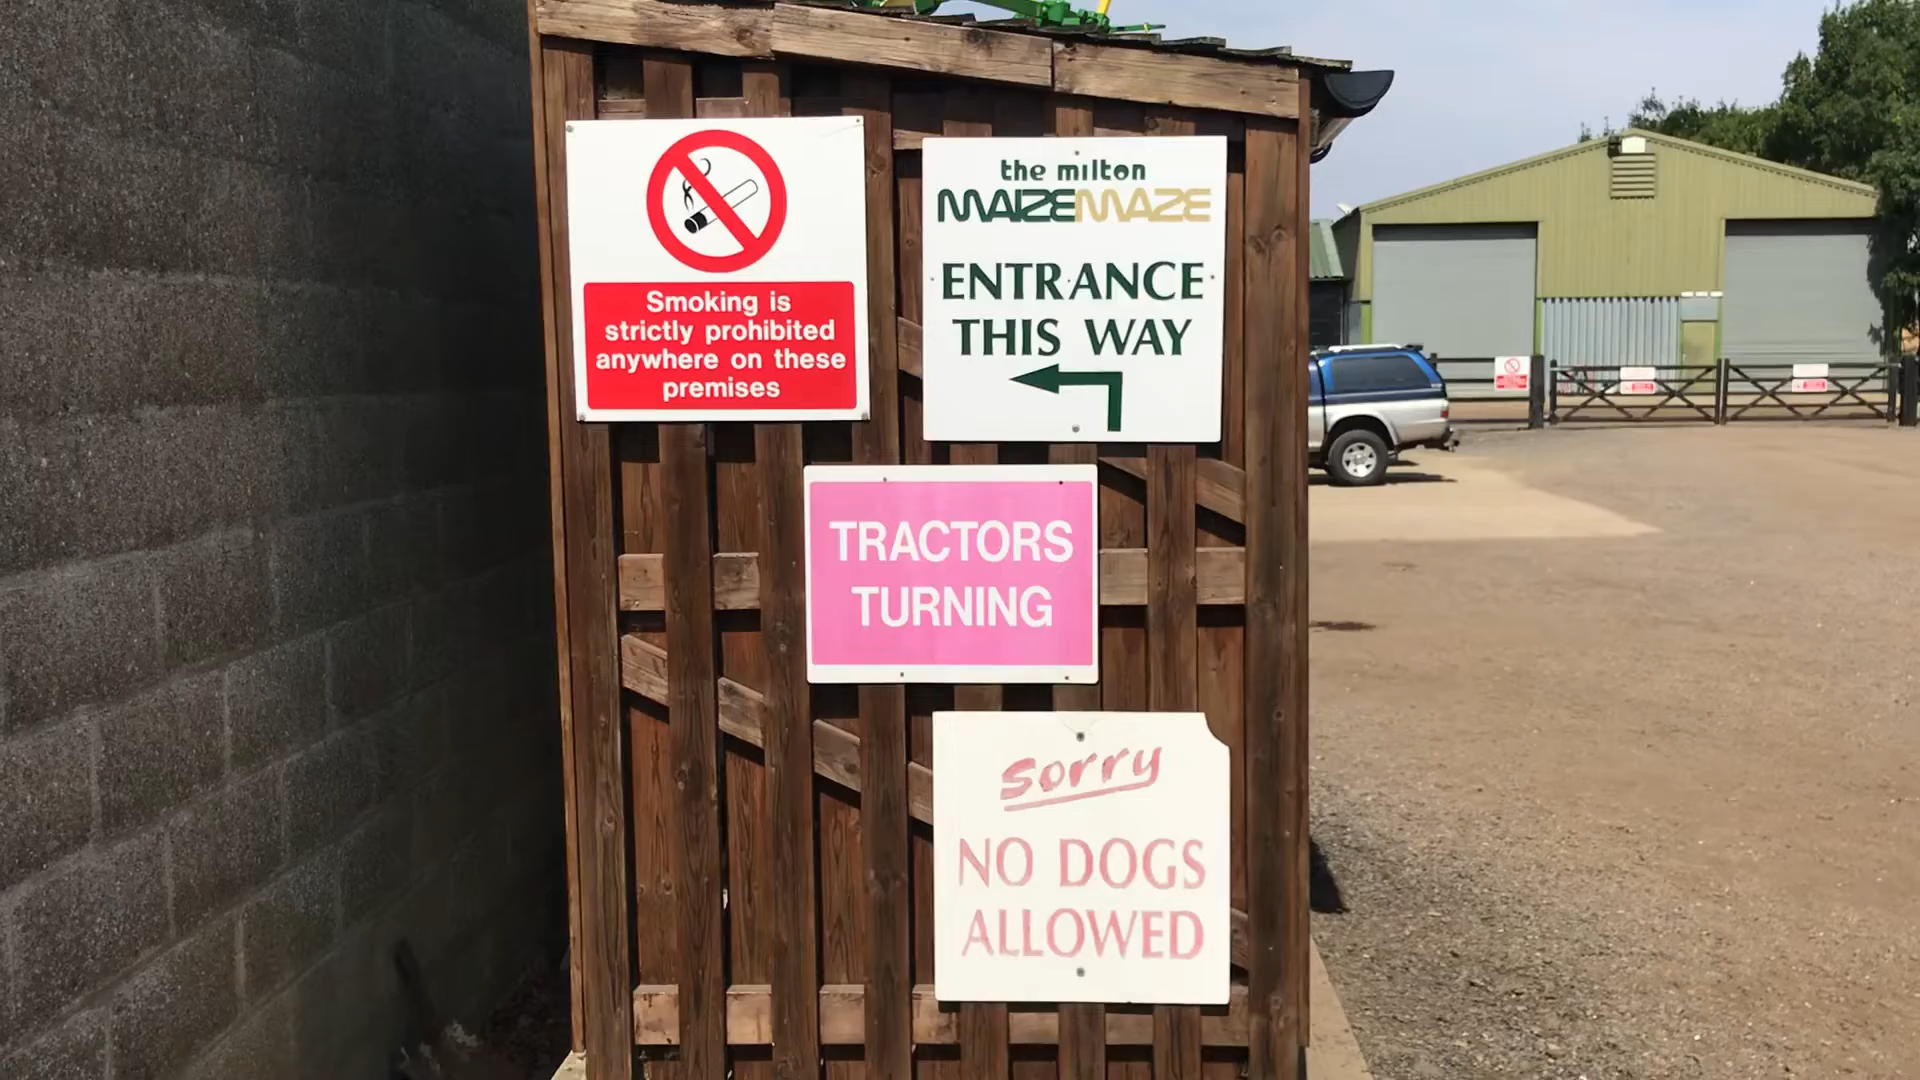 Smoking is
strictly prohibited
anywhere on these
premises
the milton
MAIZEMAZE
ENTRANCE
THIS WAY
TRACTORS
TURNING
sorry
NO DOGS
ALLOWED